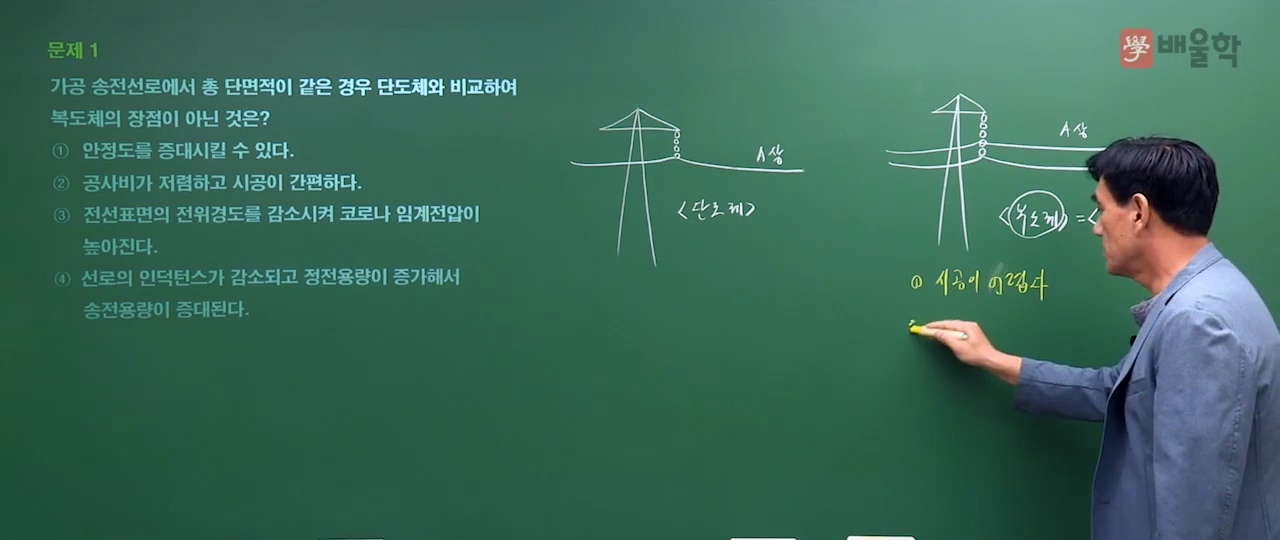 문제 1
가공 송전선로에서 총 단면적이 같은 경우 단도체와 비교하여
복도체의 장점이 아닌 것은?
① 안정도를 증대시킬 수 있다.
② 공사비가 저렴하고 시공이 간편하다.
③ 전선표면의 전위경도를 감소시켜 코로나 임계전압이
높아진다.
④ 선로의 인덕턴스가 감소되고 정전용량이 증가해서
송전용량이 증대된다.
學 배울학
A상
<단도체>
A상
<복도체> = <
① 시공이 어렵다